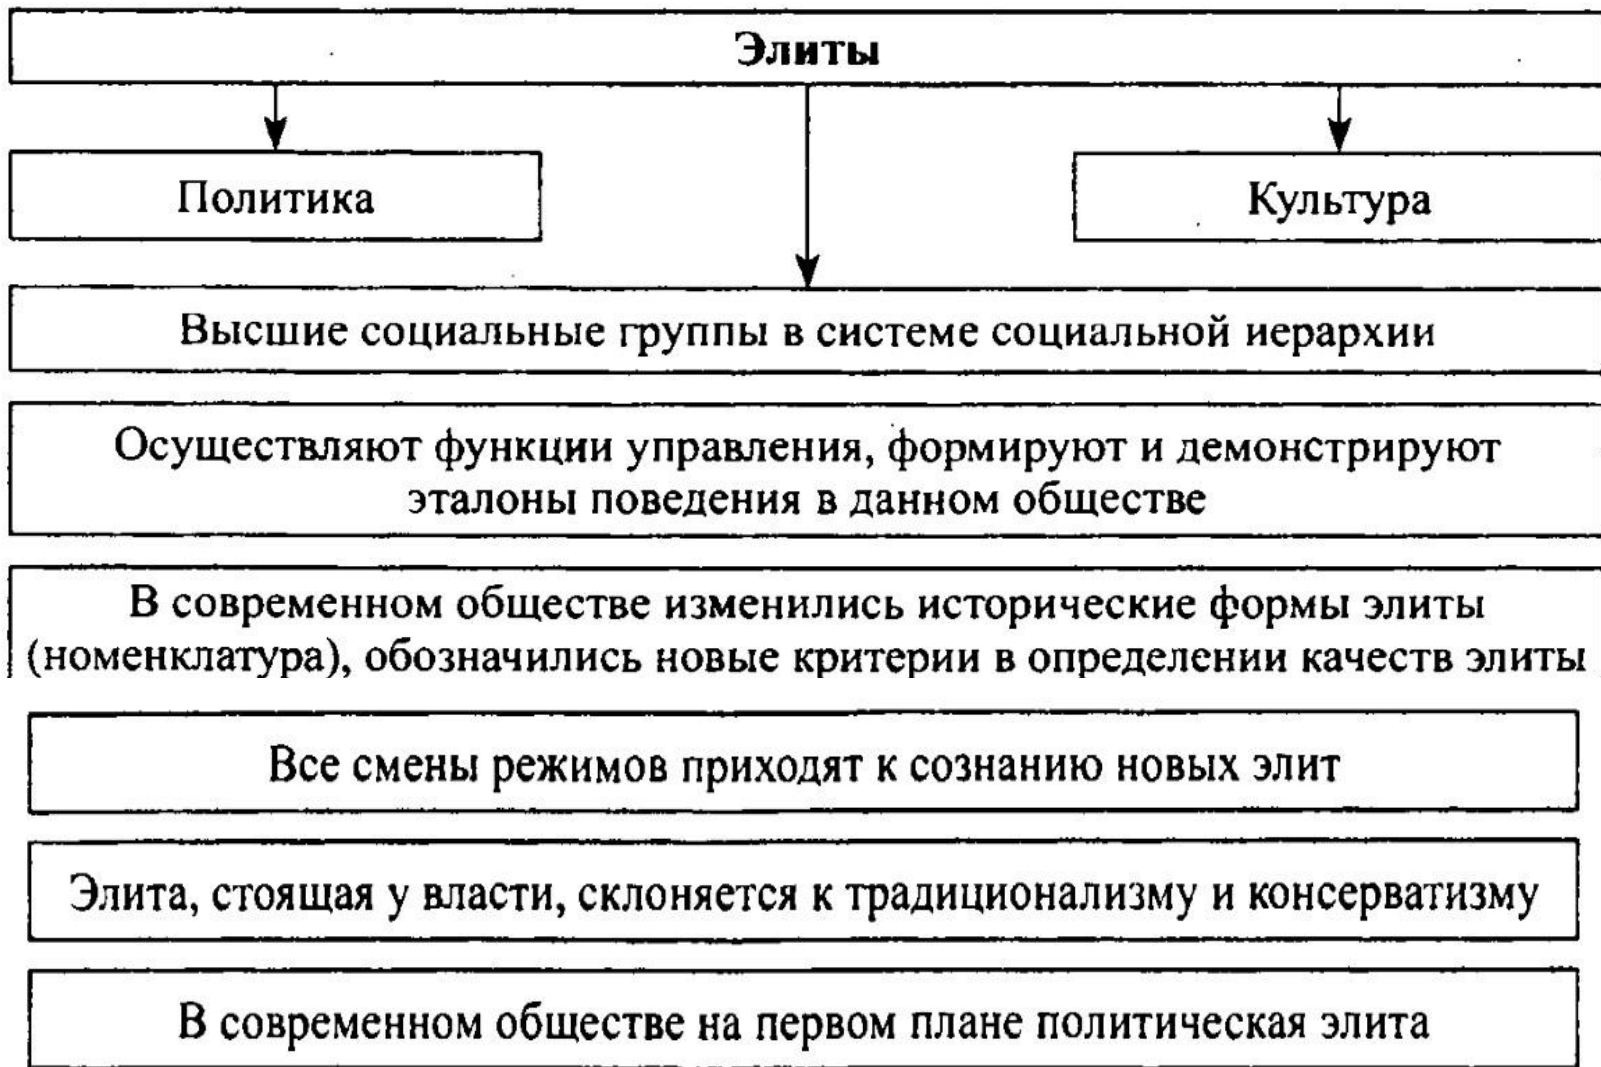 Элиты
Политика
Культура
Высшие социальные группы в системе социальной иерархии
Осуществляют функции управления, формируют и демонстрируют
эталоны поведения в данном обществе
В современном обществе изменились исторические формы элиты
(номенклатура), обозначились новые критерии в определении качеств элиты
Все смены режимов приходят к сознанию новых элит
Элита, стоящая у власти, склоняется к традиционализму и консерватизму
В современном обществе на первом плане политическая элита